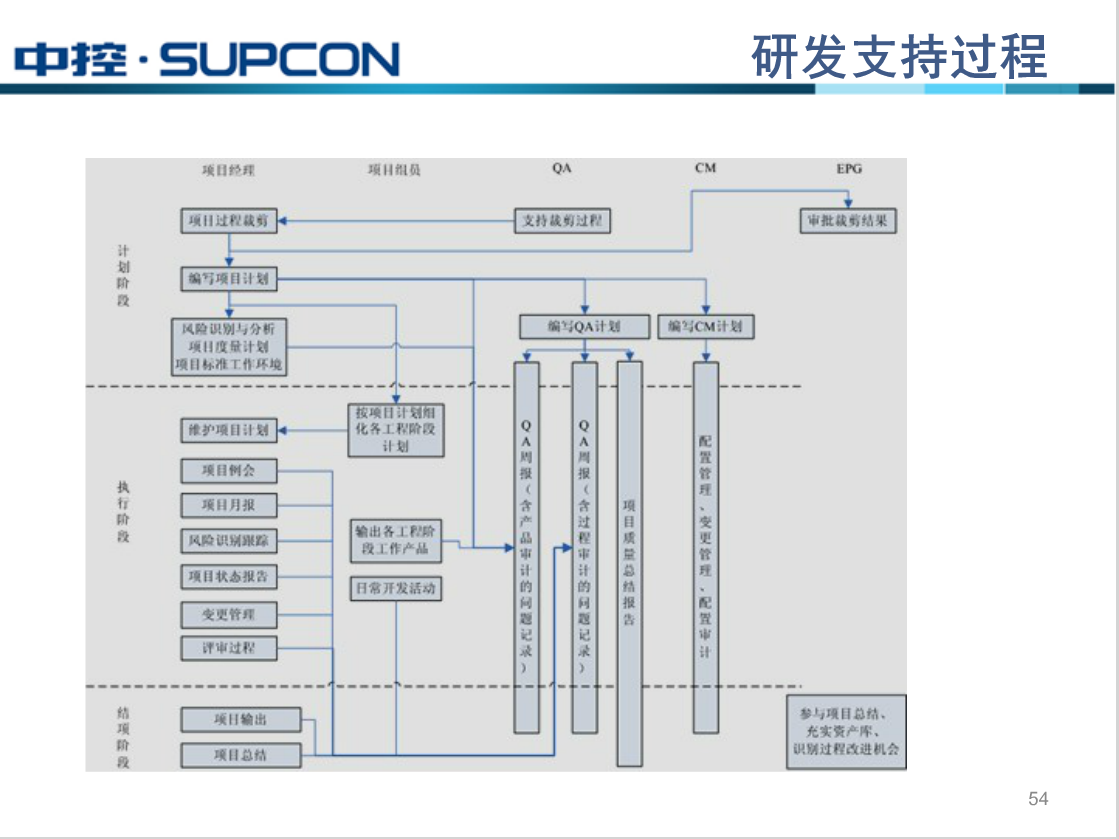 中控·SUPCON
研发支持过程
项目经理
项目组员
QA
CM
EPG
计划阶段
项目过程裁剪
支持裁剪过程
审批裁剪结果
编写项目计划
风险识别与分析
项目度量计划
项目标准工作环境
编写QA计划
编写CM计划
执行阶段
按项目计划细
化各工程阶段
计划
维护项目计划
项目例会
项目月报
风险识别跟踪
项目状态报告
变更管理
评审过程
输出各工程阶
段工作产品
日常开发活动
QA周报（含产品审计的问题记录）
QA周报（含过程审计的问题记录）
项目质量总结报告
配置管理、变更管理、配置审计
结项阶段
项目输出
项目总结
参与项目总结、
充实资产库、
识别过程改进机会
54